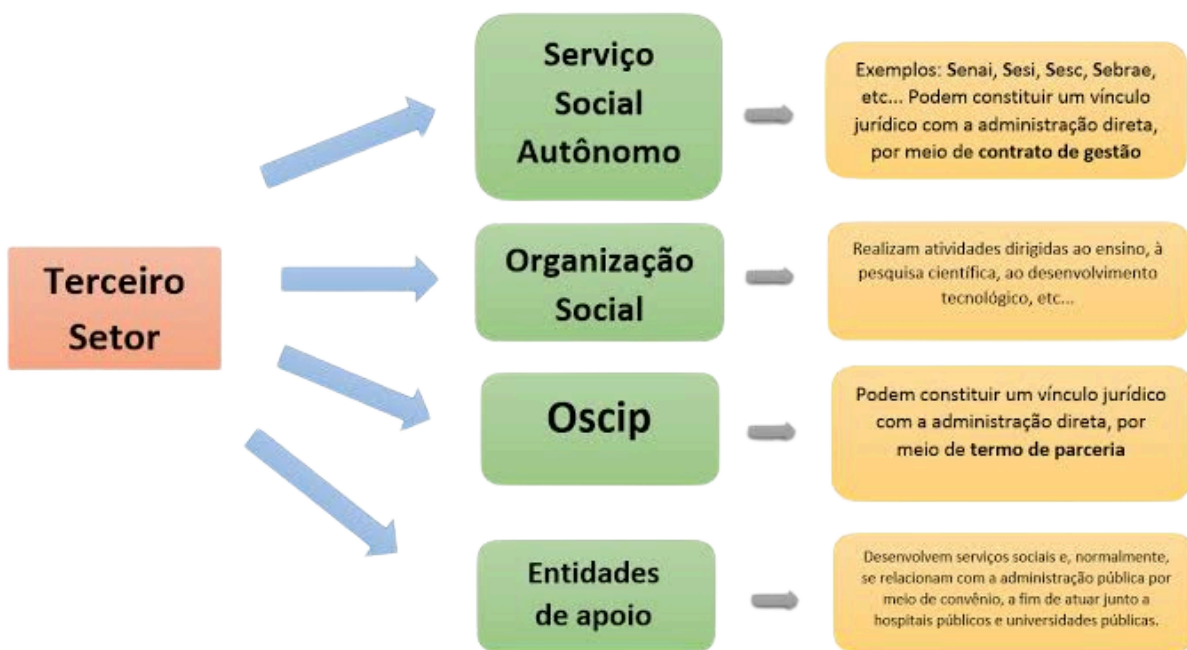 Terceiro
Setor
Serviço
Social
Autônomo
Exemplos: Senai, Sesi, Sesc, Sebrae,
etc... Podem constituir um vínculo
jurídico com a administração direta,
por meio de contrato de gestão
Organização
Social
Realizam atividades dirigidas ao ensino, à
pesquisa científica, ao desenvolvimento
tecnológico, etc...
Oscip
Podem constituir um vínculo jurídico
com a administração direta, por
meio de termo de parceria
Entidades
de apoio
Desenvolvem serviços sociais e, normalmente,
se relacionam com a administração pública por
meio de convênio, a fim de atuar junto a
hospitais públicos e universidades públicas.